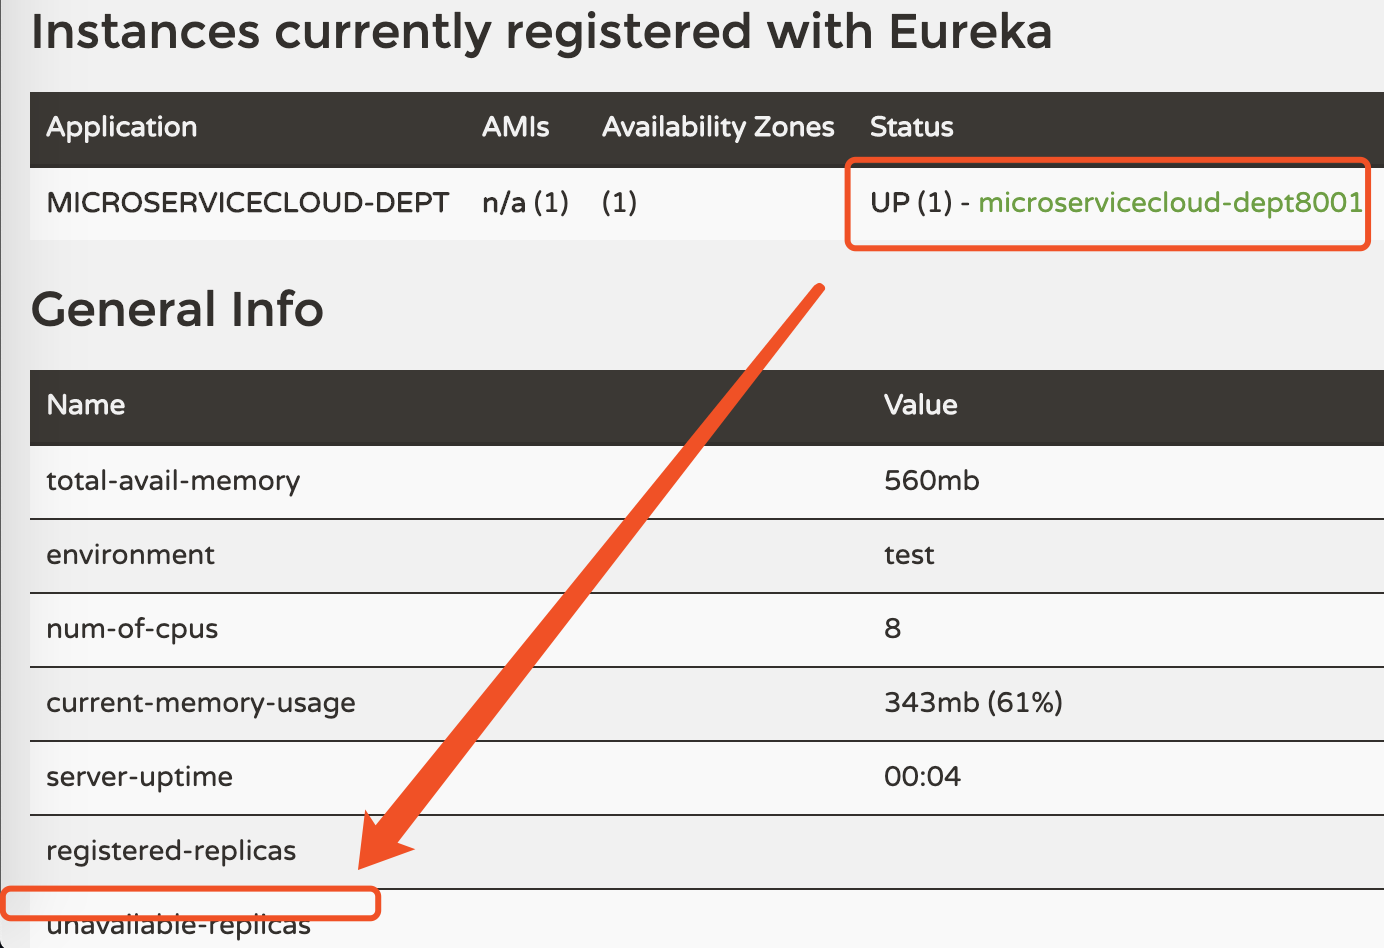 Instances currently registered with Eureka
Application AMIs Availability Zones Status
MICROSERVICECLOUD-DEPT n/a (1) (1) UP (1) - microservicecloud-dept8001
General Info
Name Value
total-avail-memory 560mb
environment test
num-of-cpus 8
current-memory-usage 343mb (61%)
server-uptime 00:04
registered-replicas
unavailable-replicas